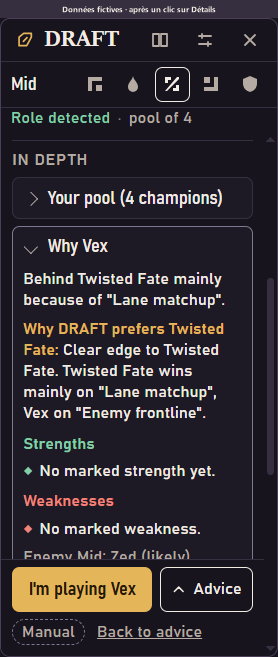 Données fictives · après un clic sur Détails
DRAFT
Mid
Role detected · pool of 4
IN DEPTH
Your pool (4 champions)
Why Vex
Behind Twisted Fate mainly
because of "Lane matchup".
Why DRAFT prefers Twisted
Fate: Clear edge to Twisted
Fate. Twisted Fate wins
mainly on "Lane matchup",
Vex on "Enemy frontline".
Strengths
◆ No marked strength yet.
Weaknesses
◆ No marked weakness.
Enemy Mid: Zed (likely)
I'm playing Vex
Advice
Manual
Back to advice